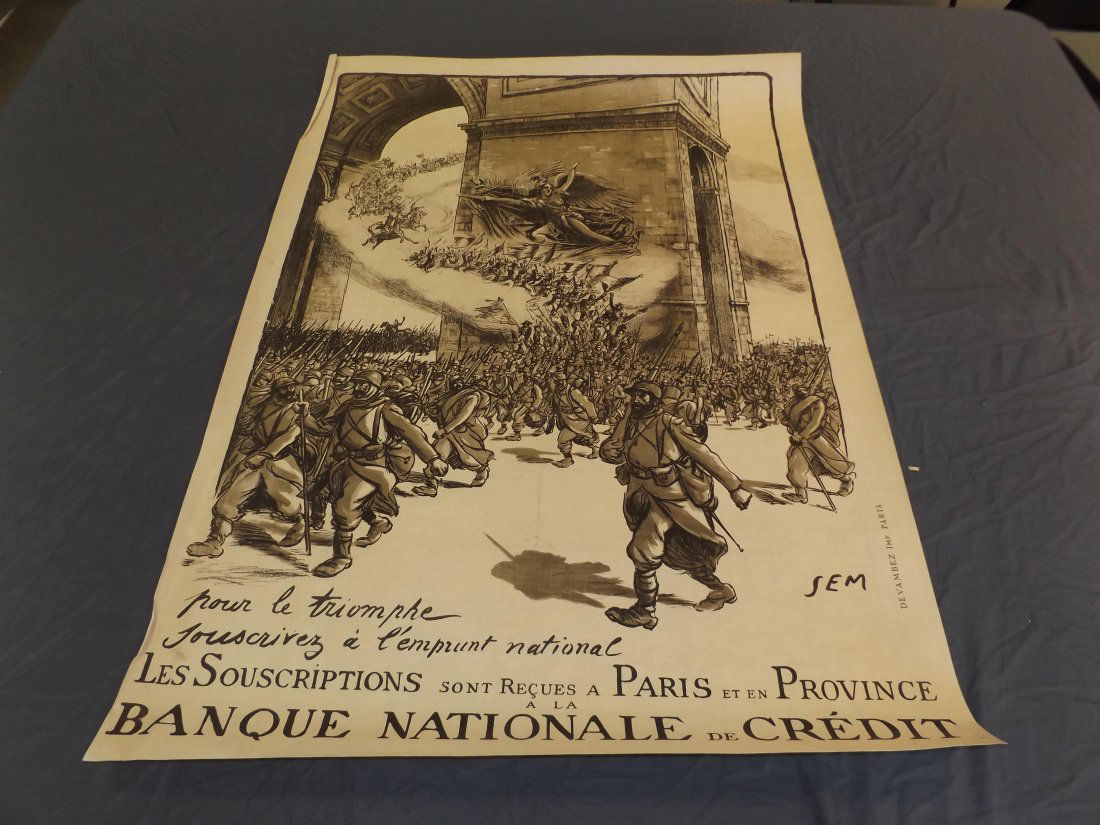 SEM
DEVAMBEZ IMP PARIS
pour le triomphe
souscrivez à l'emprunt national
LES SOUSCRIPTIONS SONT REÇUES A PARIS ET EN PROVINCE
A LA
BANQUE NATIONALE DE CRÉDIT